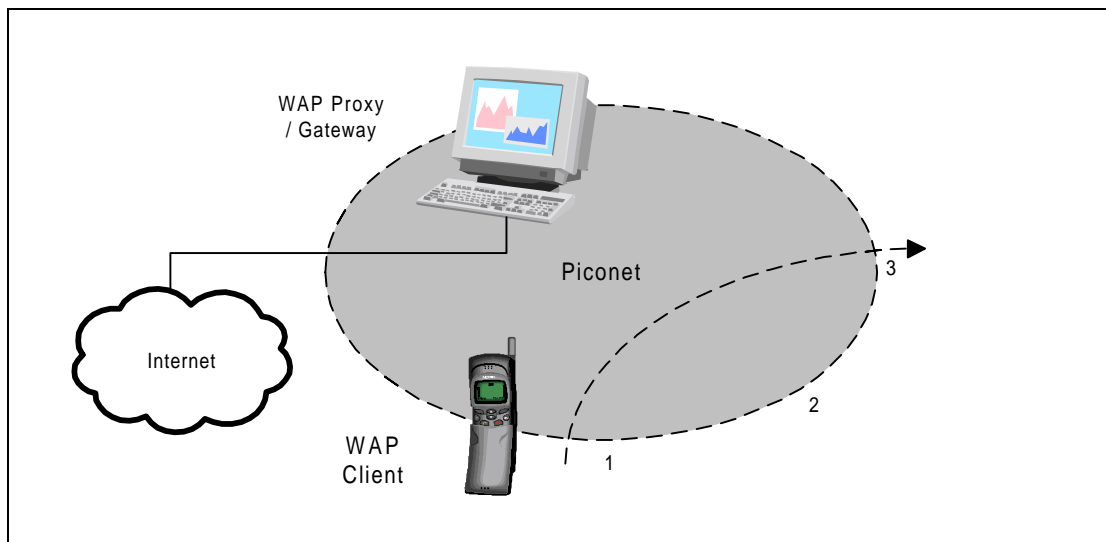 WAP Proxy
/ Gateway
Piconet
3
Internet
2
WAP
Client
1